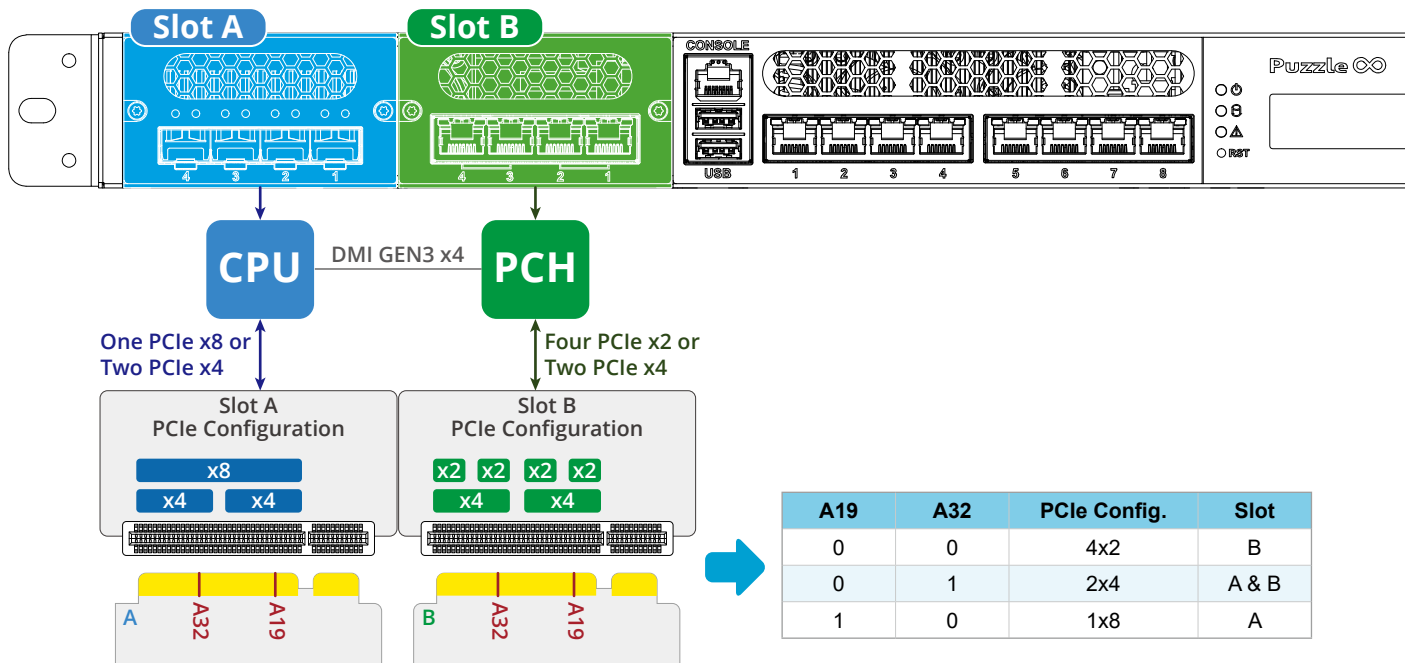 Slot A
Slot B
CONSOLE
USB
4 3 2 1
4 3 2 1
1 2 3 4 5 6 7 8
Puzzle
RST
CPU
DMI GEN3 x4
PCH
One PCIe x8 or
Two PCIe x4
Four PCIe x2 or
Two PCIe x4
Slot A
PCIe Configuration
x8
x4 x4
Slot B
PCIe Configuration
x2 x2 x2 x2
x4 x4
A
A32
A19
B
A32
A19
A19 A32 PCIe Config. Slot
0 0 4x2 B
0 1 2x4 A & B
1 0 1x8 A